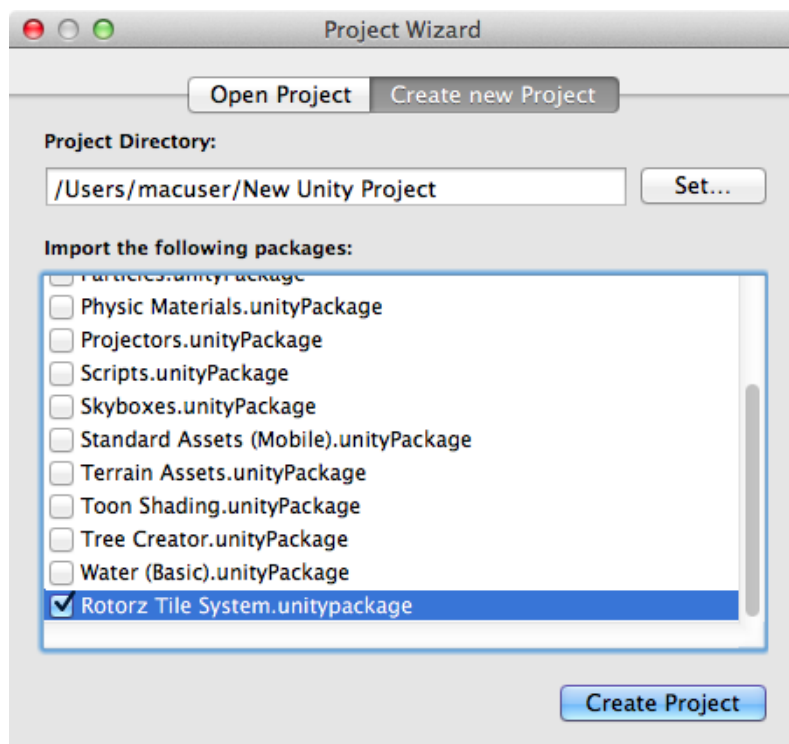 Project Wizard
Open Project
Create new Project
Project Directory:
/Users/macuser/New Unity Project
Set...
Import the following packages:
Particles.unityPackage
Physic Materials.unityPackage
Projectors.unityPackage
Scripts.unityPackage
Skyboxes.unityPackage
Standard Assets (Mobile).unityPackage
Terrain Assets.unityPackage
Toon Shading.unityPackage
Tree Creator.unityPackage
Water (Basic).unityPackage
Rotorz Tile System.unitypackage
Create Project